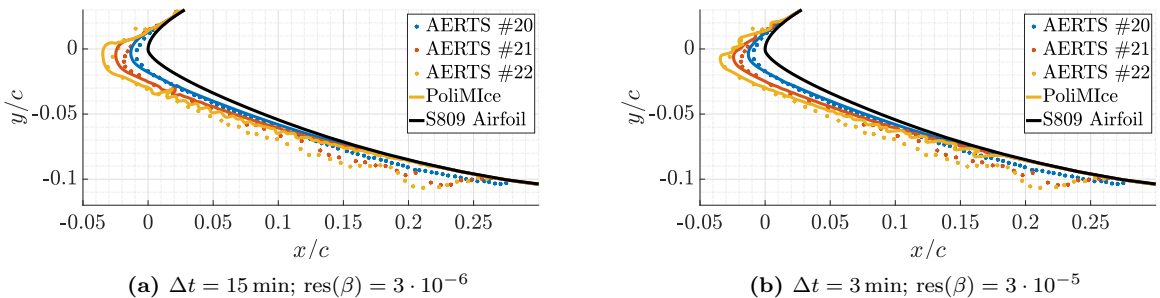 AERTS #20
AERTS #21
AERTS #22
PoliMIce
S809 Airfoil
0
-0.05
-0.1
y/c
-0.05 0 0.05 0.1 0.15 0.2 0.25
x/c
(a) Δt = 15 min; res(β) = 3 · 10⁻⁶
AERTS #20
AERTS #21
AERTS #22
PoliMIce
S809 Airfoil
0
-0.05
-0.1
y/c
-0.05 0 0.05 0.1 0.15 0.2 0.25
x/c
(b) Δt = 3 min; res(β) = 3 · 10⁻⁵